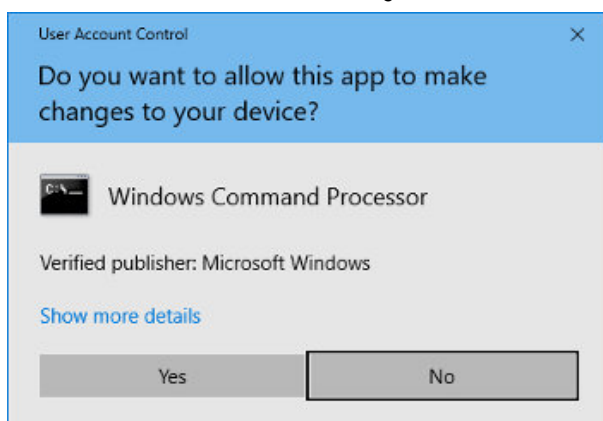 User Account Control
Do you want to allow this app to make
changes to your device?
C:\_
Windows Command Processor
Verified publisher: Microsoft Windows
Show more details
Yes
No